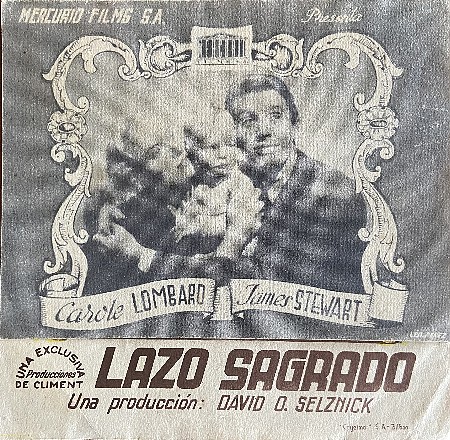 MERCURIO FILMS S.A. Presenta
Carole LOMBARD James STEWART
UNA EXCLUSIVA
Producciones
DE CLIMENT
LAZO SAGRADO
Una producción: DAVID O. SELZNICK